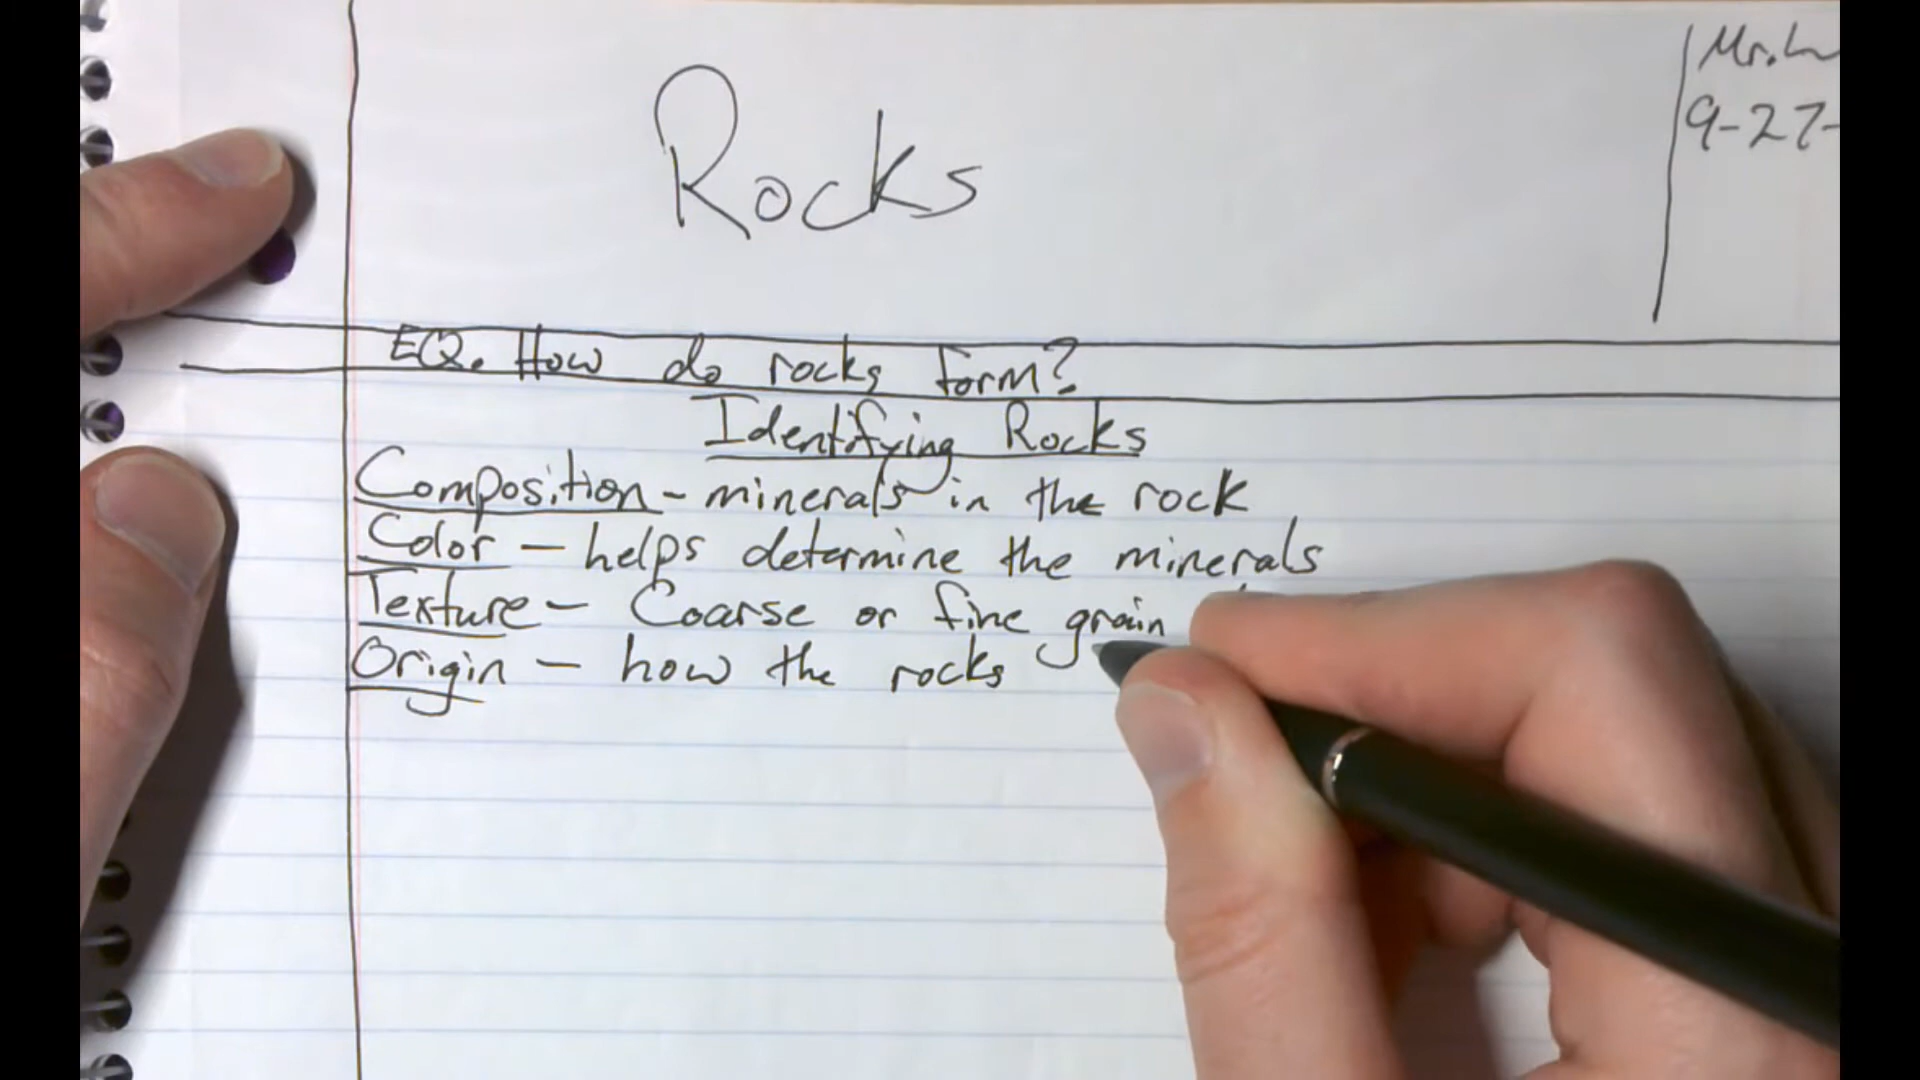 Rocks
Mr.
9-27-
EQ. How do rocks form?
Identifying Rocks
Composition - minerals in the rock
Color - helps determine the minerals
Texture - Coarse or fine grain
Origin - how the rocks